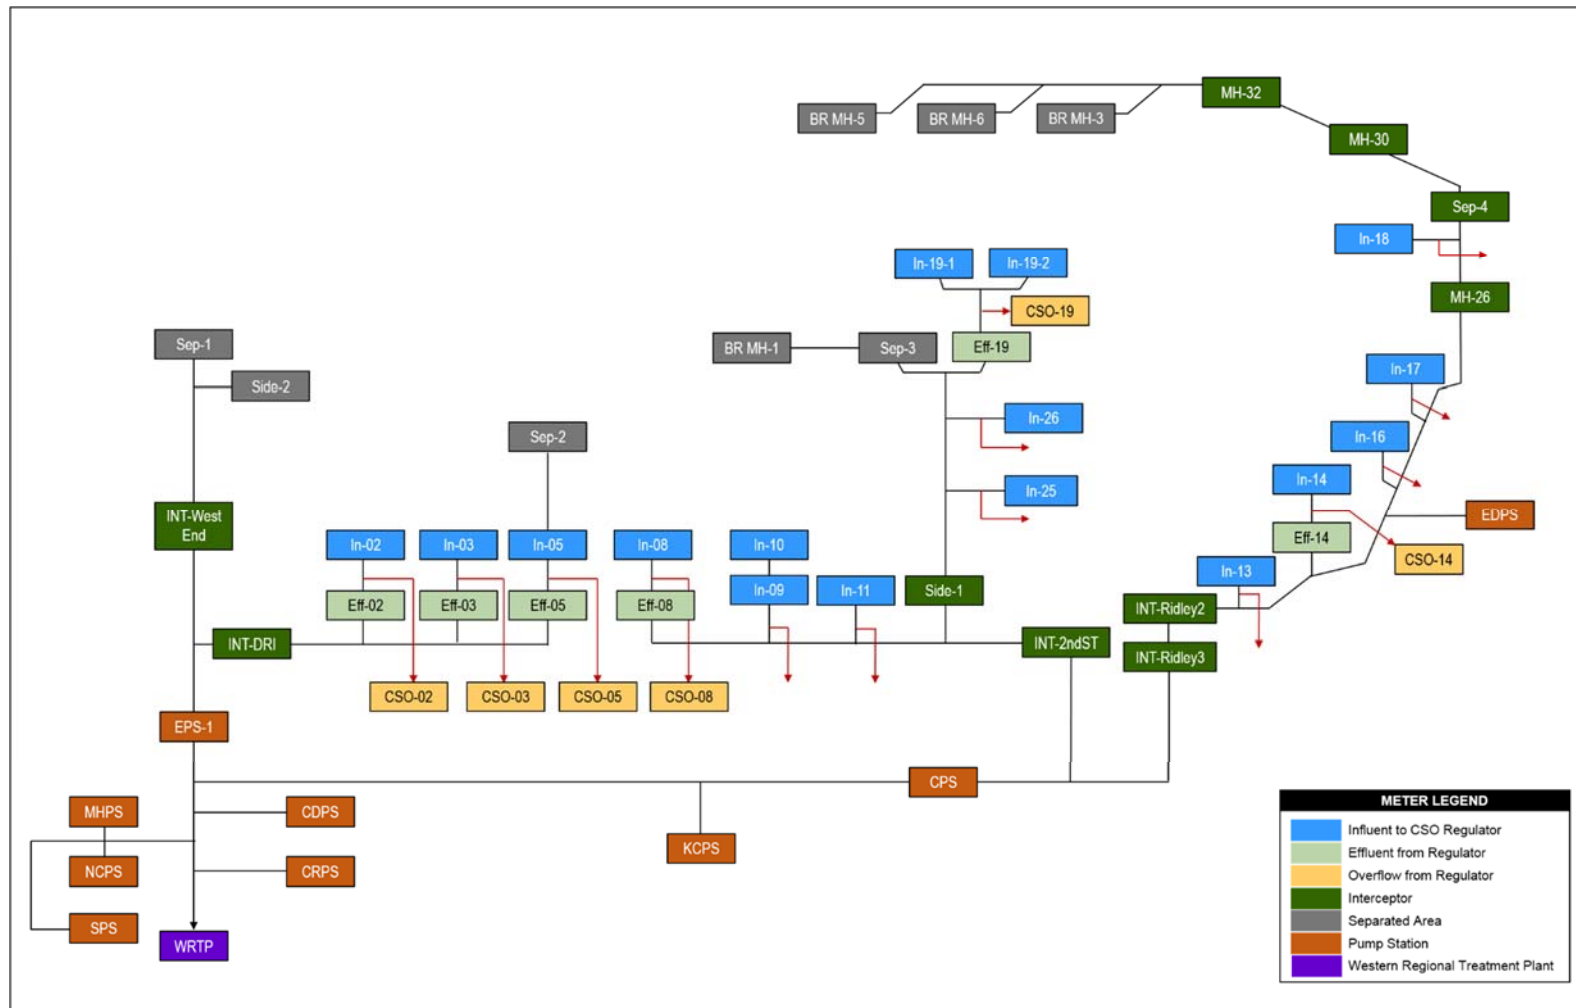 MH-32
BR MH-5
BR MH-6
BR MH-3
MH-30
Sep-4
In-18
In-19-1
In-19-2
MH-26
CSO-19
Sep-1
BR MH-1
Sep-3
Eff-19
Side-2
In-17
In-26
Sep-2
In-16
In-14
In-25
INT-West
End
EDPS
In-02
In-03
In-05
In-08
In-10
Eff-14
CSO-14
In-13
Eff-02
Eff-03
Eff-05
Eff-08
In-09
In-11
Side-1
INT-Ridley2
INT-DRI
INT-2ndST
INT-Ridley3
CSO-02
CSO-03
CSO-05
CSO-08
EPS-1
CPS
MHPS
CDPS
KCPS
NCPS
CRPS
SPS
WRTP
METER LEGEND
Influent to CSO Regulator
Effluent from Regulator
Overflow from Regulator
Interceptor
Separated Area
Pump Station
Western Regional Treatment Plant